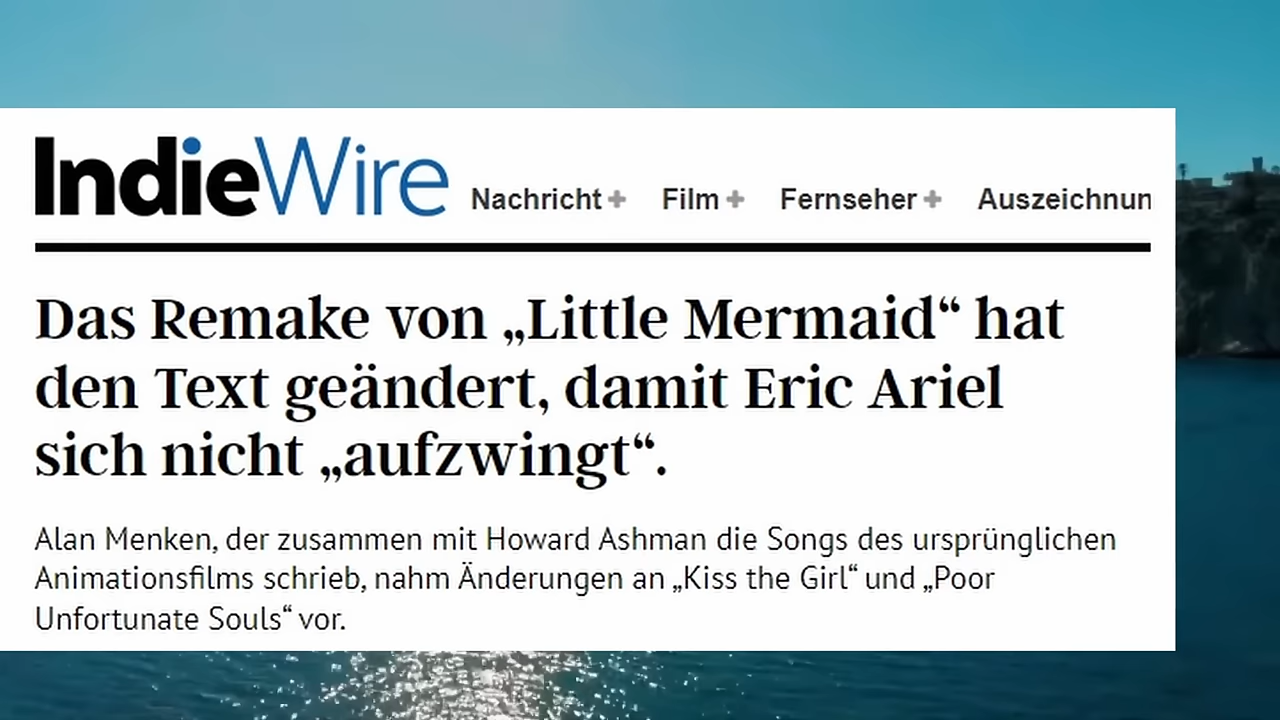 IndieWire Nachricht+ Film+ Fernseher+ Auszeichnun
Das Remake von „Little Mermaid“ hat
den Text geändert, damit Eric Ariel
sich nicht „aufzwingt“.
Alan Menken, der zusammen mit Howard Ashman die Songs des ursprünglichen
Animationsfilms schrieb, nahm Änderungen an „Kiss the Girl“ und „Poor
Unfortunate Souls“ vor.